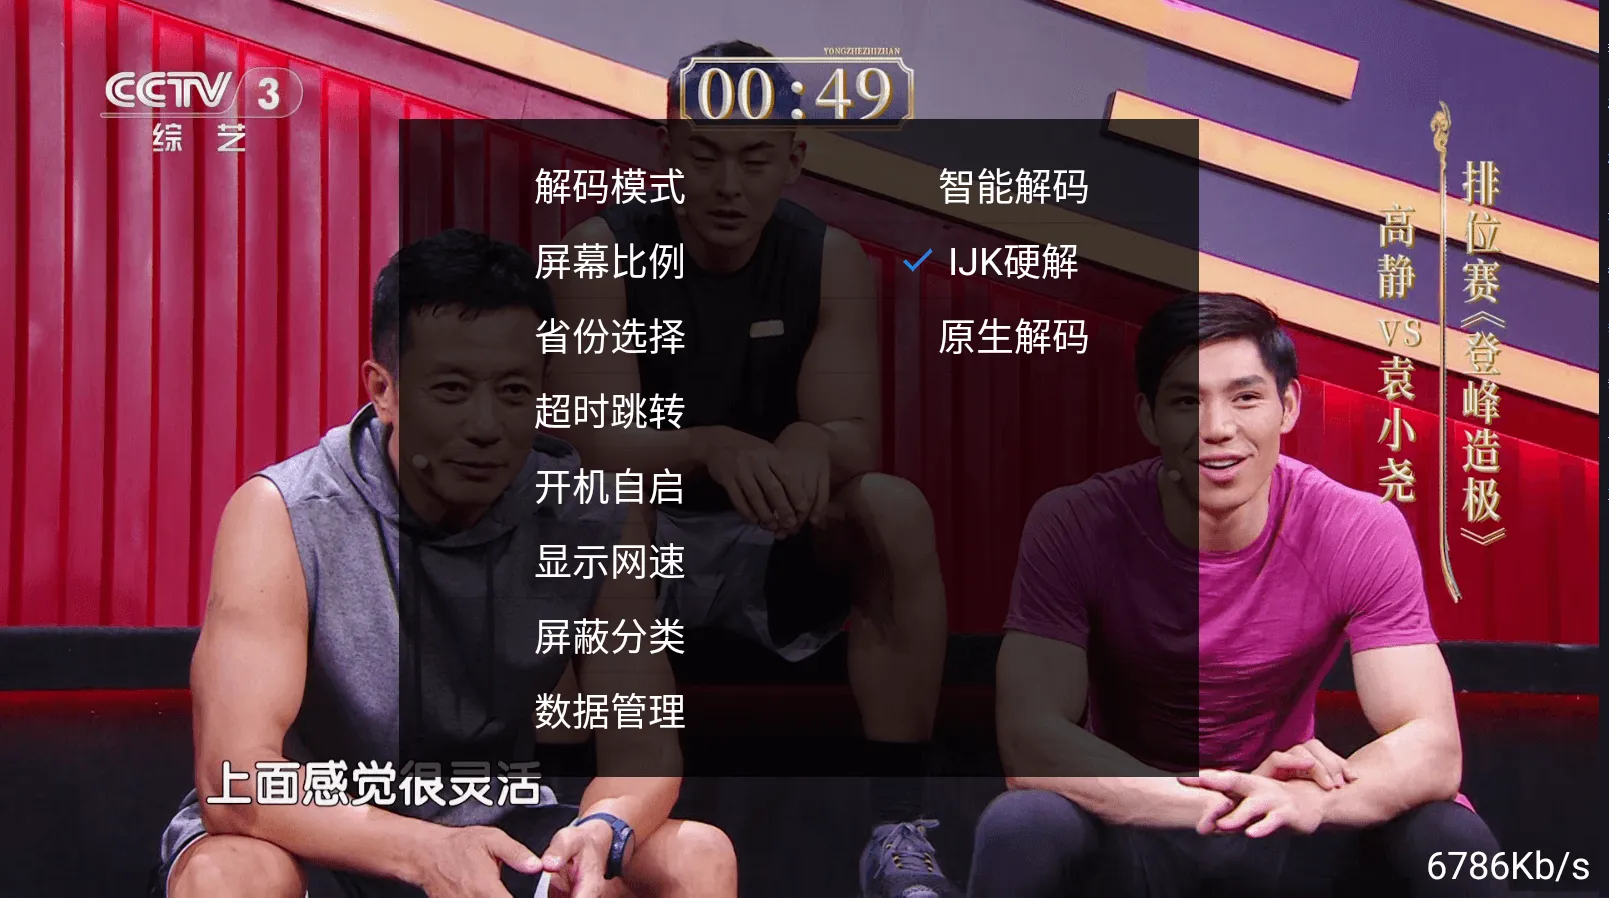 YONGZHEZHIZHAN
00:49
CCTV 3
综艺
解码模式
屏幕比例
省份选择
超时跳转
开机自启
显示网速
屏蔽分类
数据管理
智能解码
IJK硬解
原生解码
排位赛《登峰造极》
高静 VS 袁小尧
上面感觉很灵活
6786Kb/s